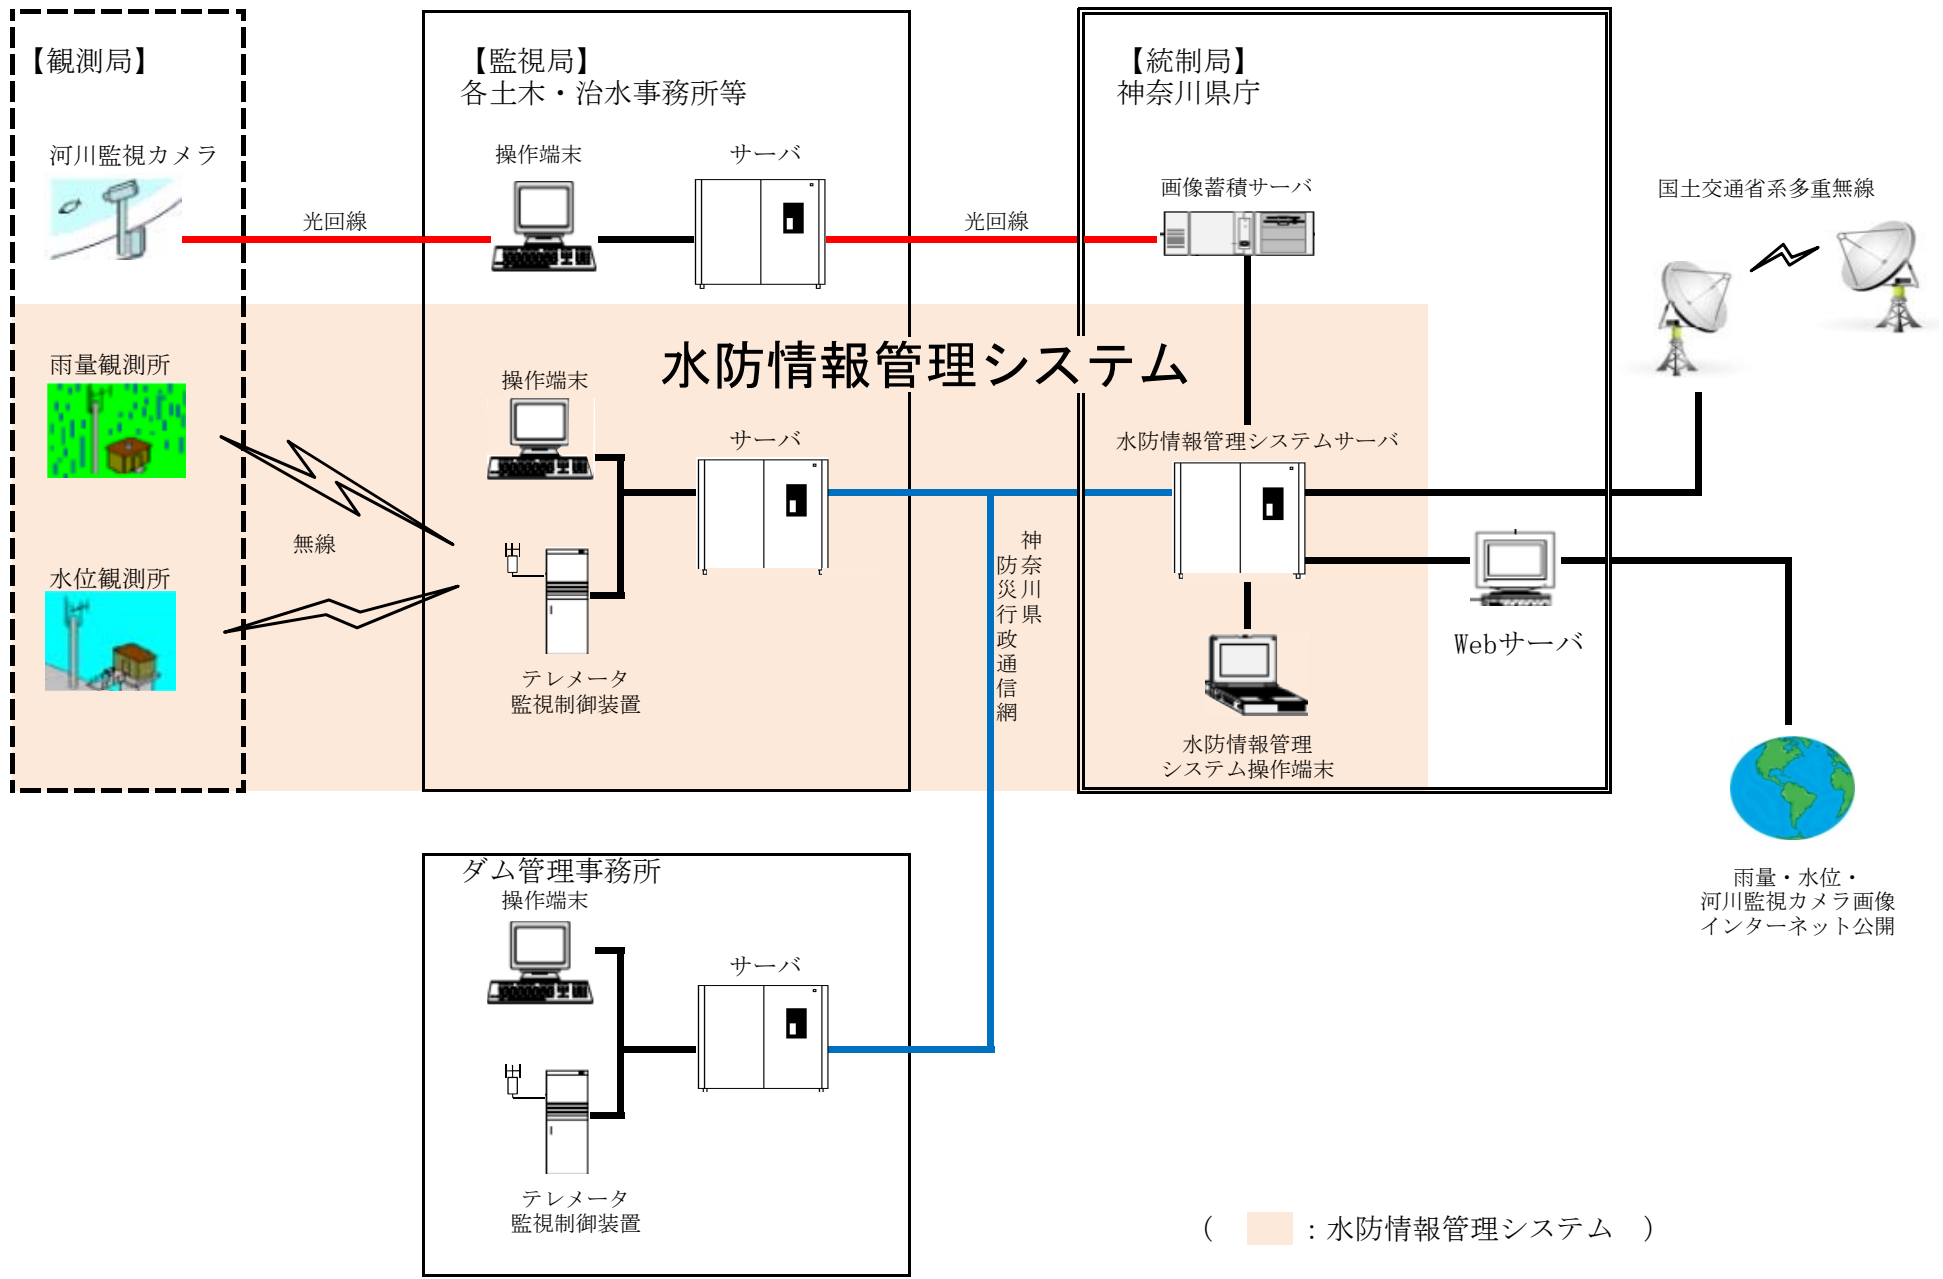 【観測局】
河川監視カメラ
雨量観測所
水位観測所
光回線
無線
【監視局】
各土木・治水事務所等
操作端末
サーバ
光回線
水防情報管理システム
操作端末
サーバ
テレメータ
監視制御装置
神奈川県
防災行政通信網
【統制局】
神奈川県庁
画像蓄積サーバ
水防情報管理システムサーバ
水防情報管理
システム操作端末
Webサーバ
国土交通省系多重無線
雨量・水位・
河川監視カメラ画像
インターネット公開
ダム管理事務所
操作端末
サーバ
テレメータ
監視制御装置
（　：水防情報管理システム　）